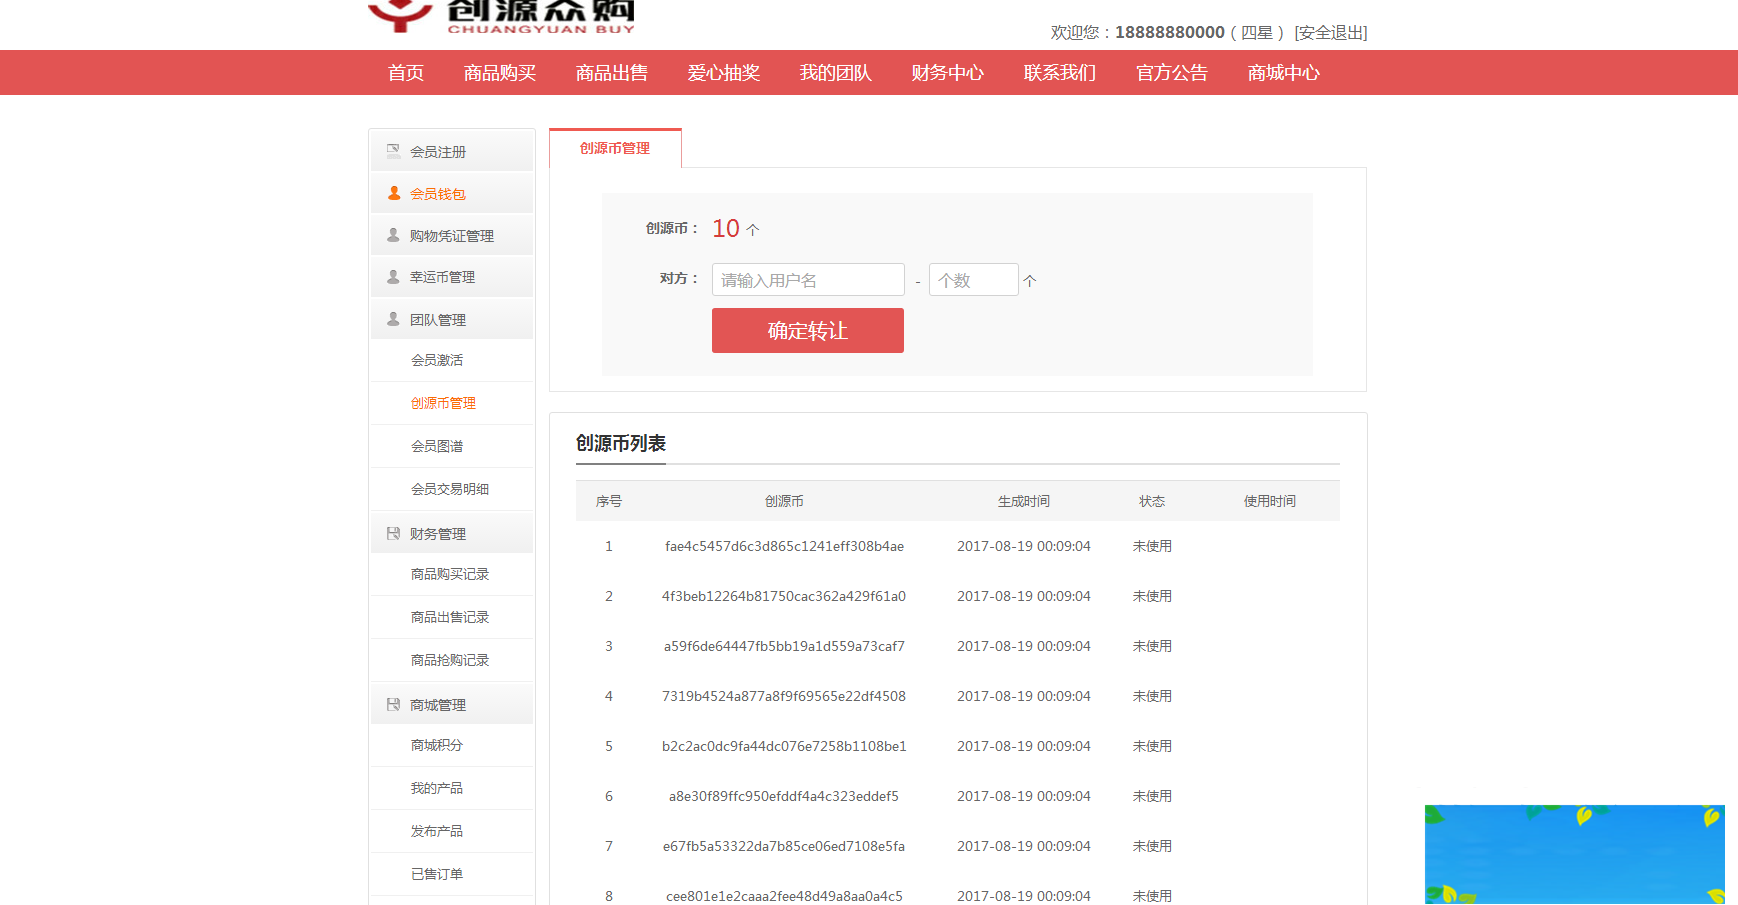 创源众购
CHUANGYUAN BUY
欢迎您：18888880000（四星） [安全退出]
首页 商品购买 商品出售 爱心抽奖 我的团队 财务中心 联系我们 官方公告 商城中心
会员注册
会员钱包
购物凭证管理
幸运币管理
团队管理
会员激活
创源币管理
会员图谱
会员交易明细
财务管理
商品购买记录
商品出售记录
商品抢购记录
商城管理
商城积分
我的产品
发布产品
已售订单
创源币管理
创源币： 10 个
对方： 请输入用户名 - 个数 个
确定转让
创源币列表
序号 创源币 生成时间 状态 使用时间
1 fae4c5457d6c3d865c1241eff308b4ae 2017-08-19 00:09:04 未使用
2 4f3beb12264b81750cac362a429f61a0 2017-08-19 00:09:04 未使用
3 a59f6de64447fb5bb19a1d559a73caf7 2017-08-19 00:09:04 未使用
4 7319b4524a877a8f9f69565e22df4508 2017-08-19 00:09:04 未使用
5 b2c2ac0dc9fa44dc076e7258b1108be1 2017-08-19 00:09:04 未使用
6 a8e30f89ffc950efddf4a4c323eddef5 2017-08-19 00:09:04 未使用
7 e67fb5a53322da7b85ce06ed7108e5fa 2017-08-19 00:09:04 未使用
8 cee801e1e2caaa2fee48d49a8aa0a4c5 2017-08-19 00:09:04 未使用